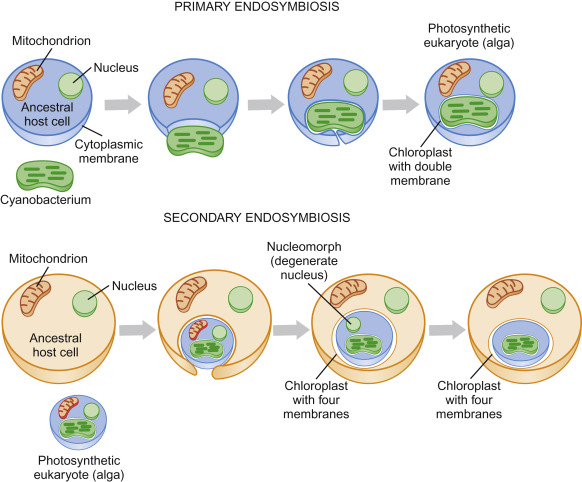 PRIMARY ENDOSYMBIOSIS
Mitochondrion
Nucleus
Ancestral
host cell
Cytoplasmic
membrane
Cyanobacterium
Photosynthetic
eukaryote (alga)
Chloroplast
with double
membrane
SECONDARY ENDOSYMBIOSIS
Mitochondrion
Nucleus
Ancestral
host cell
Photosynthetic
eukaryote (alga)
Nucleomorph
(degenerate
nucleus)
Chloroplast
with four
membranes
Chloroplast
with four
membranes